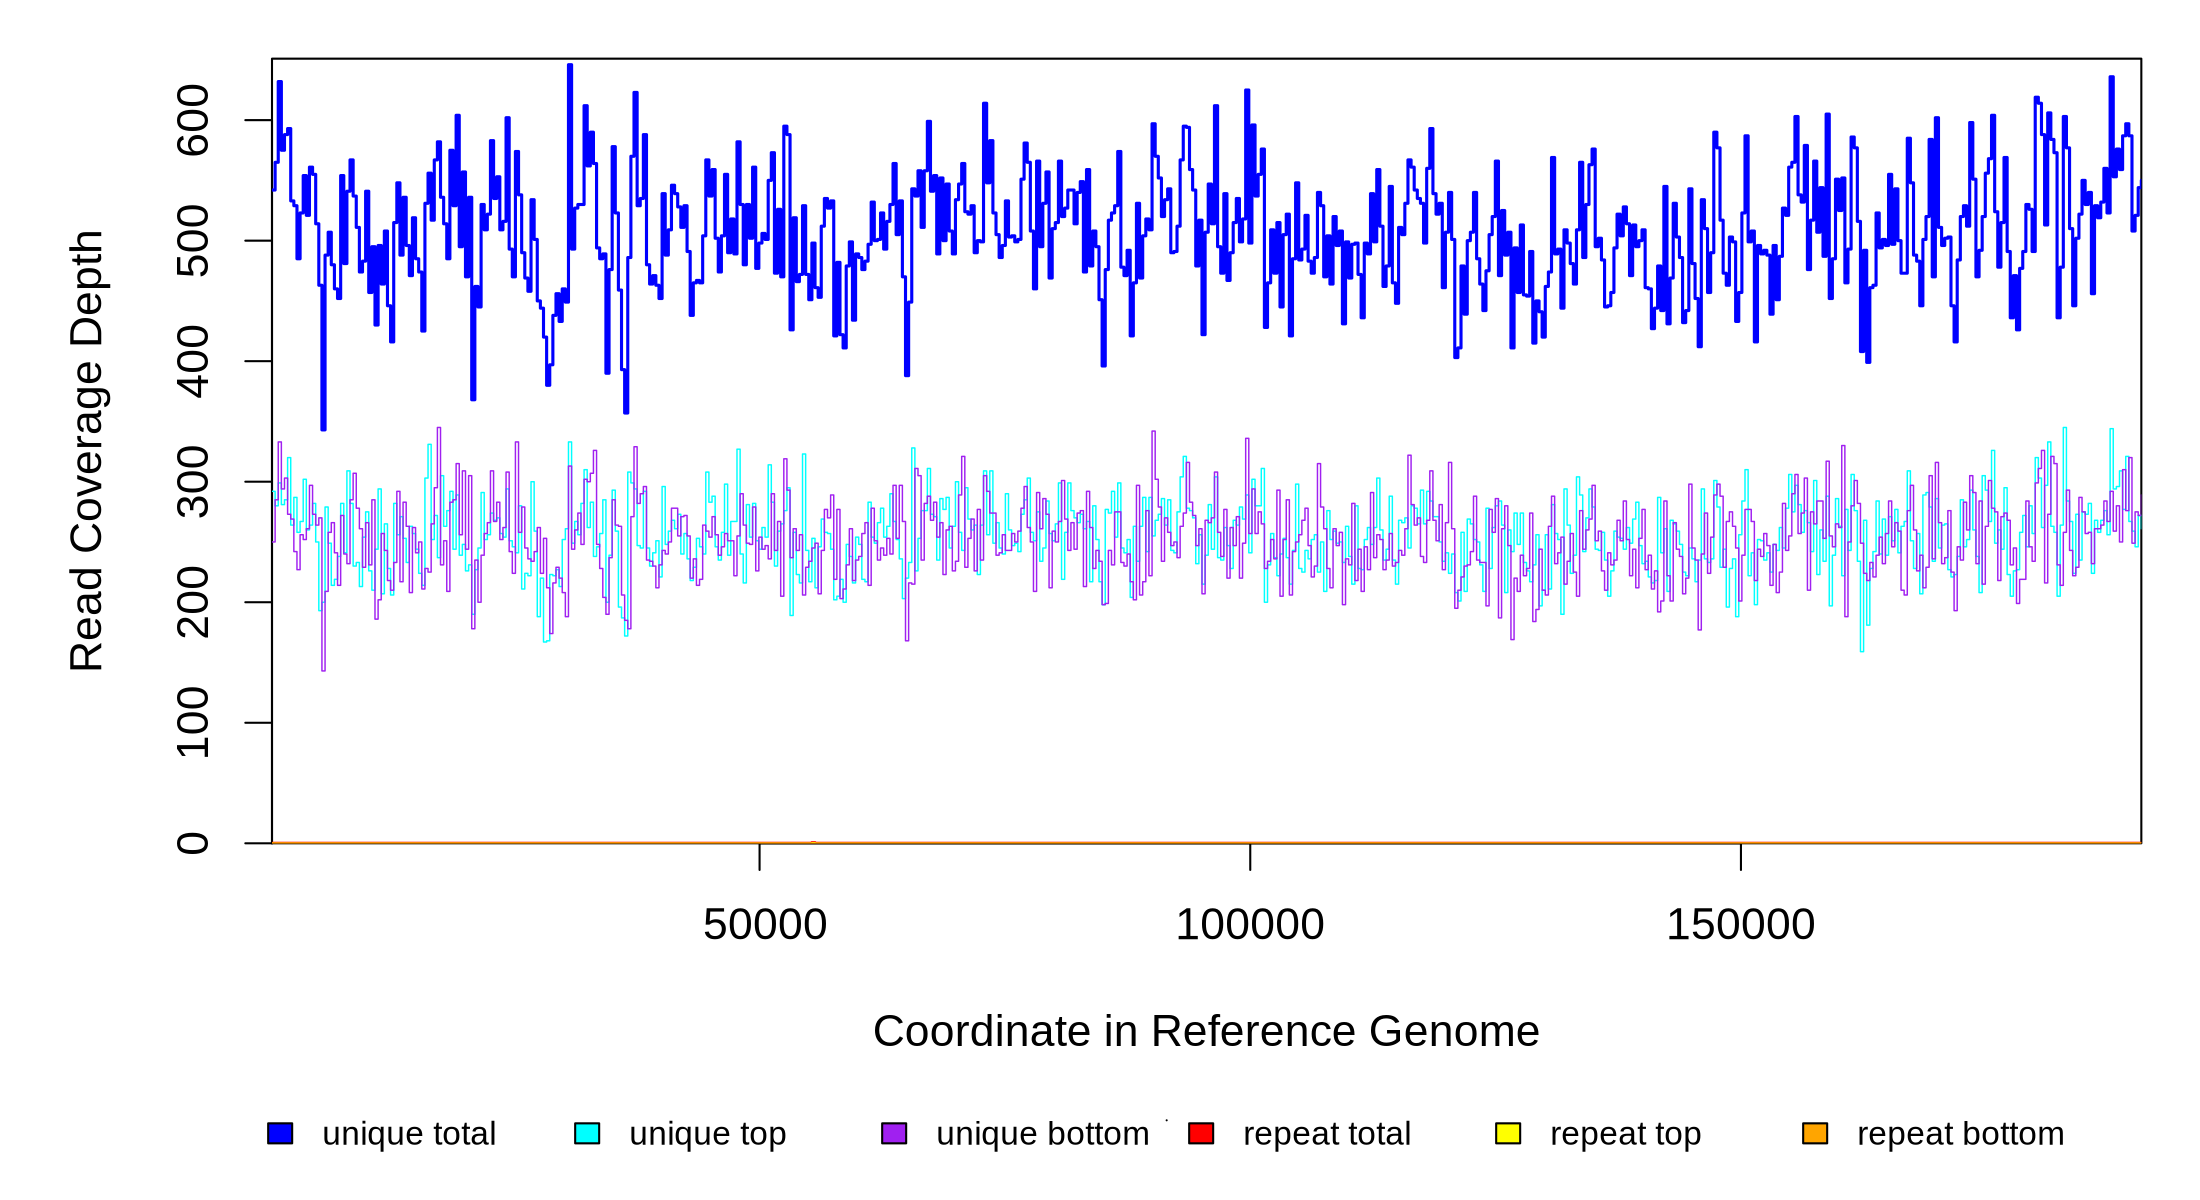 Read Coverage Depth
600
500
400
300
200
100
0
50000 100000 150000
Coordinate in Reference Genome
unique total unique top unique bottom repeat total repeat top repeat bottom